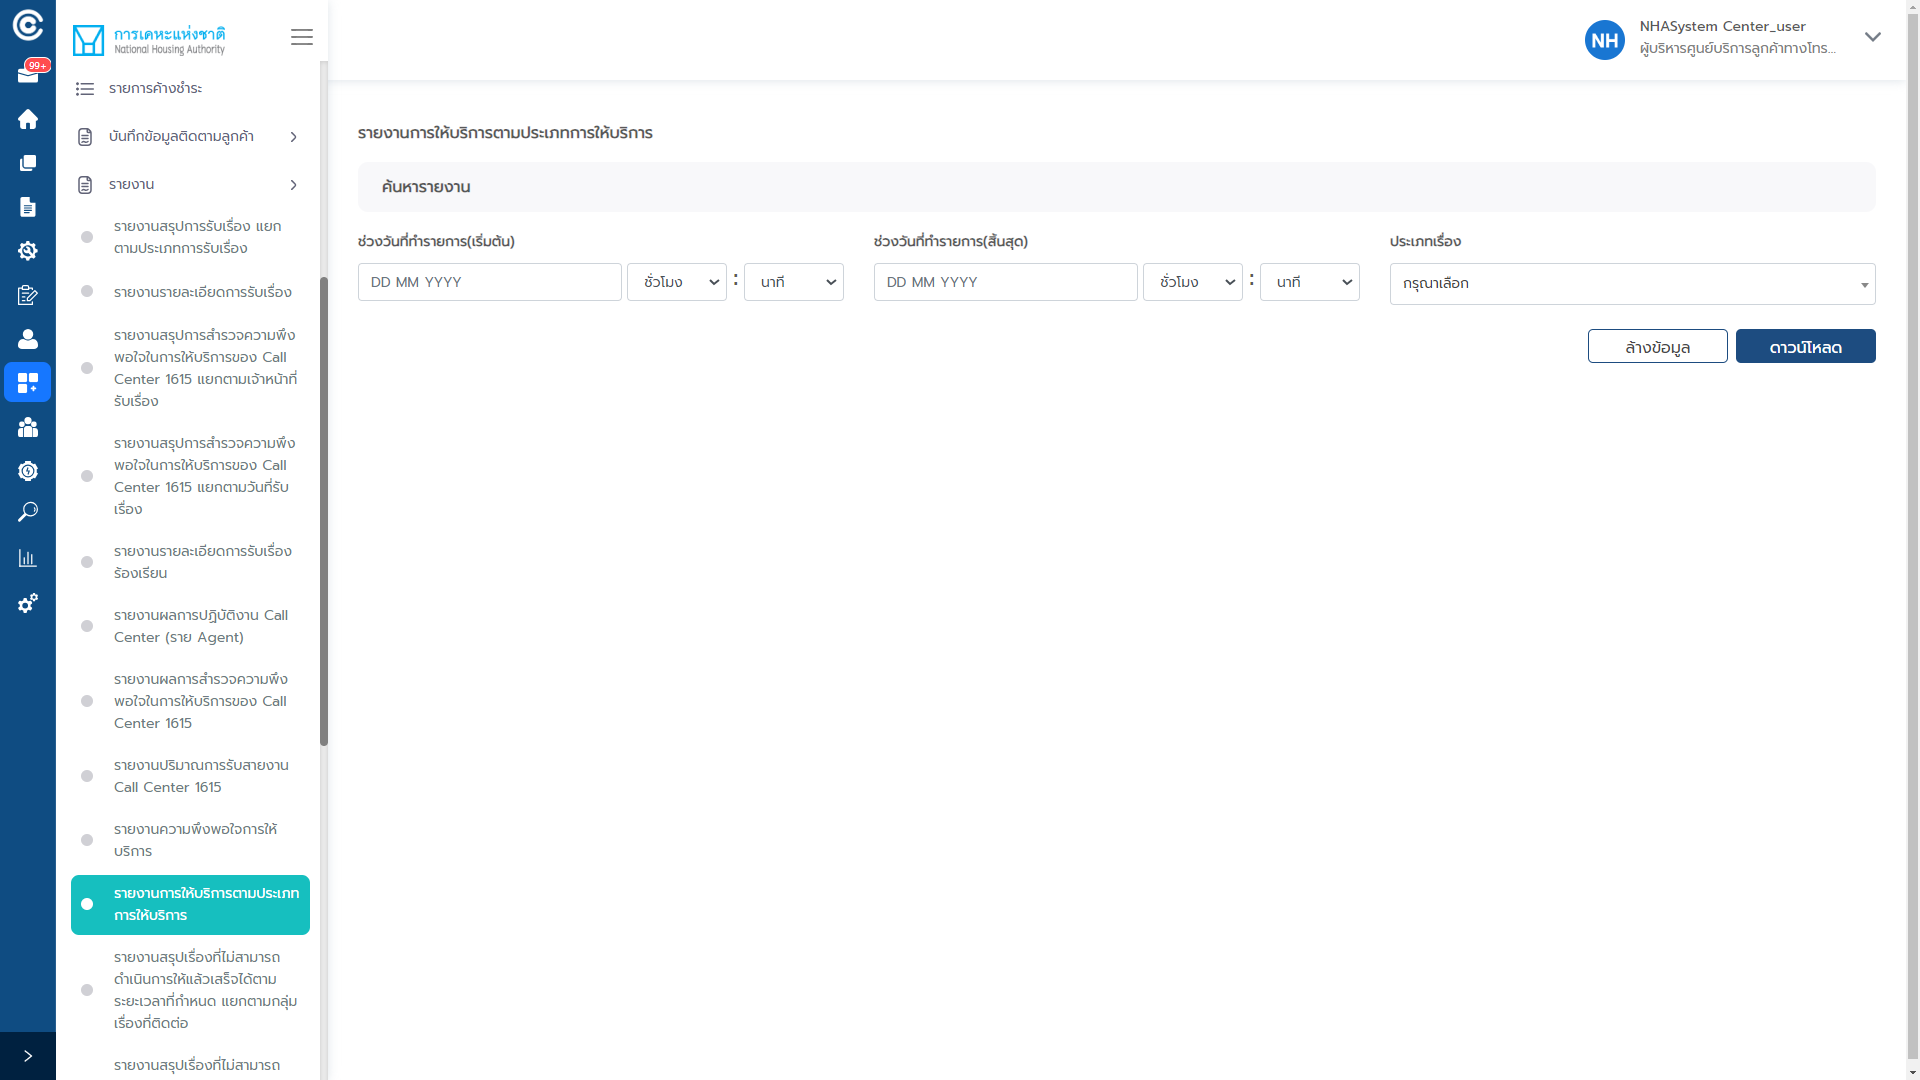 99+
การเคหะแห่งชาติ
National Housing Authority
NH
NHASystem Center_user
ผู้บริหารศูนย์บริการลูกค้าทางโทร...
รายการค้างชำระ
บันทึกข้อมูลติดตามลูกค้า
รายงาน
รายงานสรุปการรับเรื่อง แยก
ตามประเภทการรับเรื่อง
รายงานรายละเอียดการรับเรื่อง
รายงานสรุปการสำรวจความพึง
พอใจในการให้บริการของ Call
Center 1615 แยกตามเจ้าหน้าที่
รับเรื่อง
รายงานสรุปการสำรวจความพึง
พอใจในการให้บริการของ Call
Center 1615 แยกตามวันที่รับ
เรื่อง
รายงานรายละเอียดการรับเรื่อง
ร้องเรียน
รายงานผลการปฏิบัติงาน Call
Center (ราย Agent)
รายงานผลการสำรวจความพึง
พอใจในการให้บริการของ Call
Center 1615
รายงานปริมาณการรับสายงาน
Call Center 1615
รายงานความพึงพอใจการให้
บริการ
รายงานการให้บริการตามประเภท
การให้บริการ
รายงานสรุปเรื่องที่ไม่สามารถ
ดำเนินการให้แล้วเสร็จได้ตาม
ระยะเวลาที่กำหนด แยกตามกลุ่ม
เรื่องที่ติดต่อ
รายงานสรุปเรื่องที่ไม่สามารถ
รายงานการให้บริการตามประเภทการให้บริการ
ค้นหารายงาน
ช่วงวันที่ทำรายการ(เริ่มต้น)
DD MM YYYY ชั่วโมง : นาที
ช่วงวันที่ทำรายการ(สิ้นสุด)
DD MM YYYY ชั่วโมง : นาที
ประเภทเรื่อง
กรุณาเลือก
ล้างข้อมูล
ดาวน์โหลด